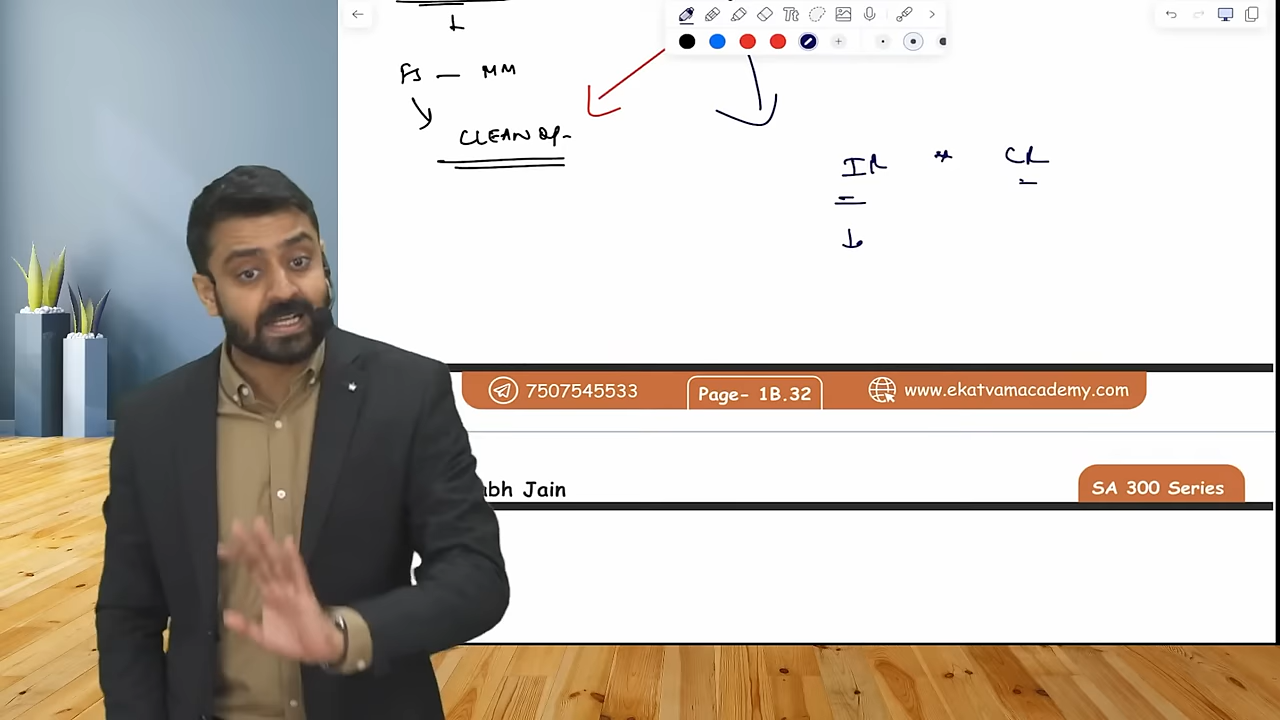 FS — MM
CLEAN Op-
IR * CR
7507545533
Page- 1B.32
www.ekatvamacademy.com
bh Jain
SA 300 Series